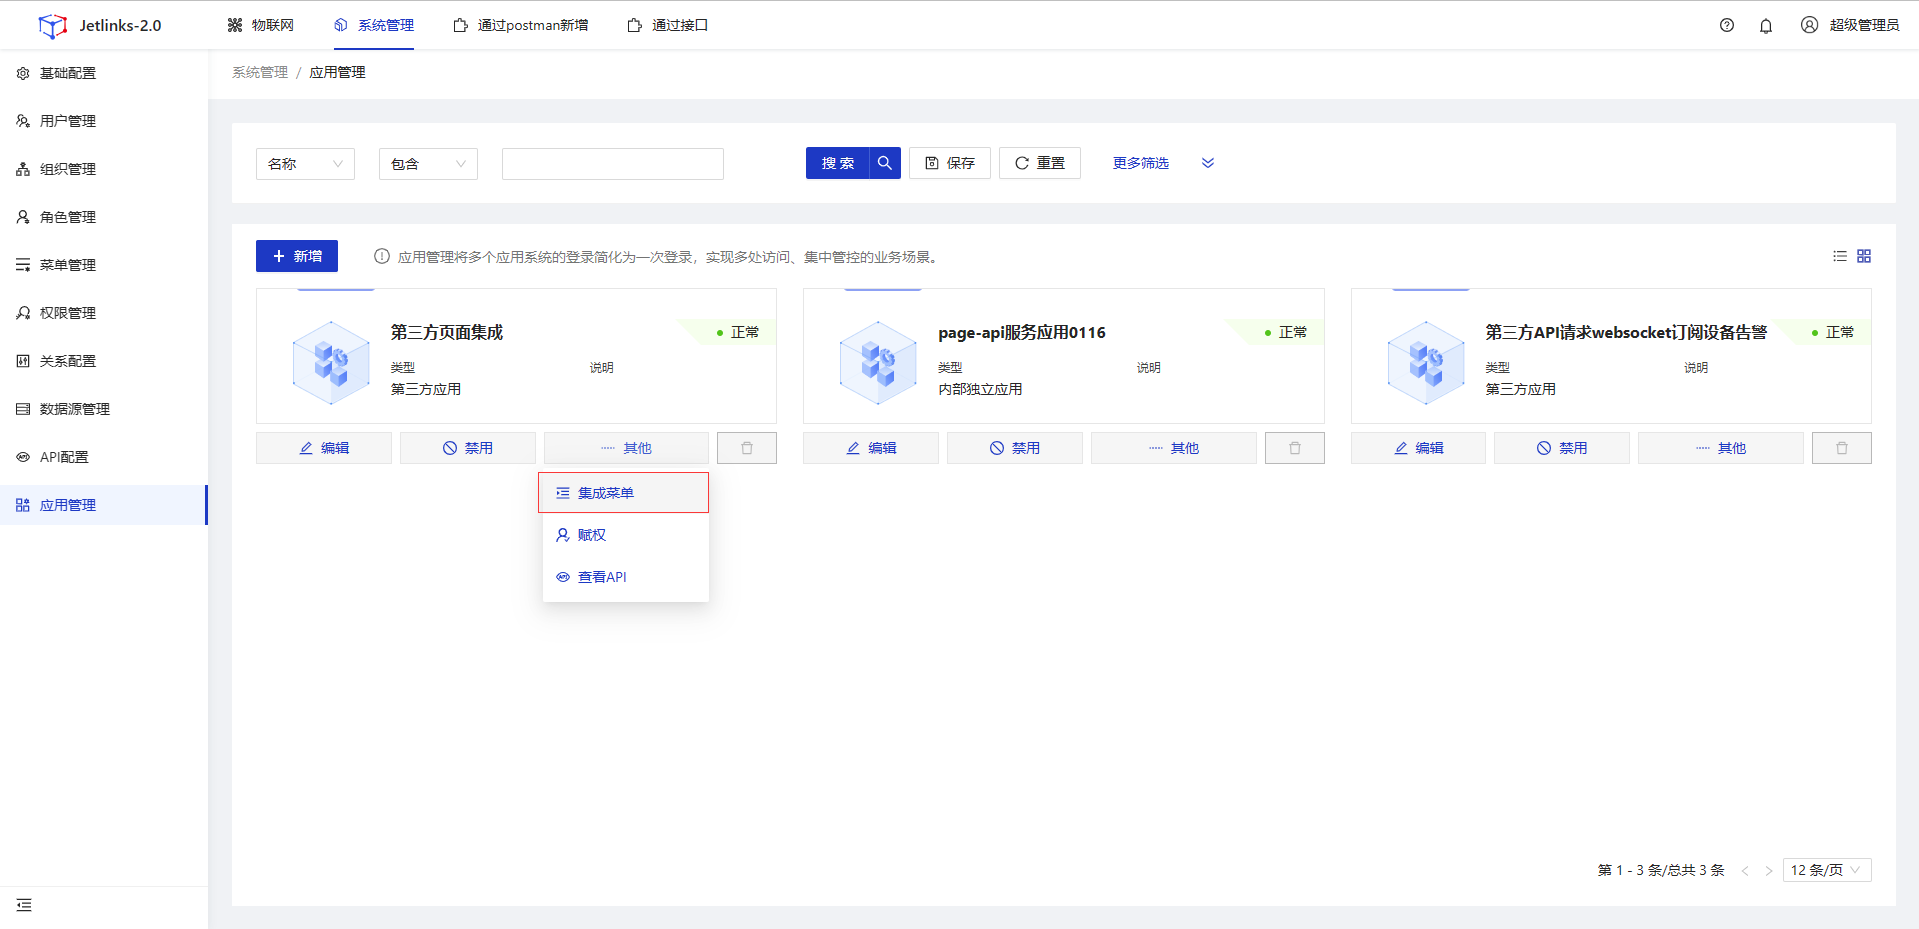 Jetlinks-2.0
物联网
系统管理
通过postman新增
通过接口
超级管理员
基础配置
用户管理
组织管理
角色管理
菜单管理
权限管理
关系配置
数据源管理
API配置
应用管理
系统管理 / 应用管理
名称
包含
搜 索
保存
重置
更多筛选
新增
应用管理将多个应用系统的登录简化为一次登录，实现多处访问、集中管控的业务场景。
第三方页面集成
正常
类型
说明
第三方应用
编辑
禁用
其他
集成菜单
赋权
查看API
page-api服务应用0116
正常
类型
说明
内部独立应用
编辑
禁用
其他
第三方API请求websocket订阅设备告警
正常
类型
说明
第三方应用
编辑
禁用
其他
第 1 - 3 条/总共 3 条
12 条/页